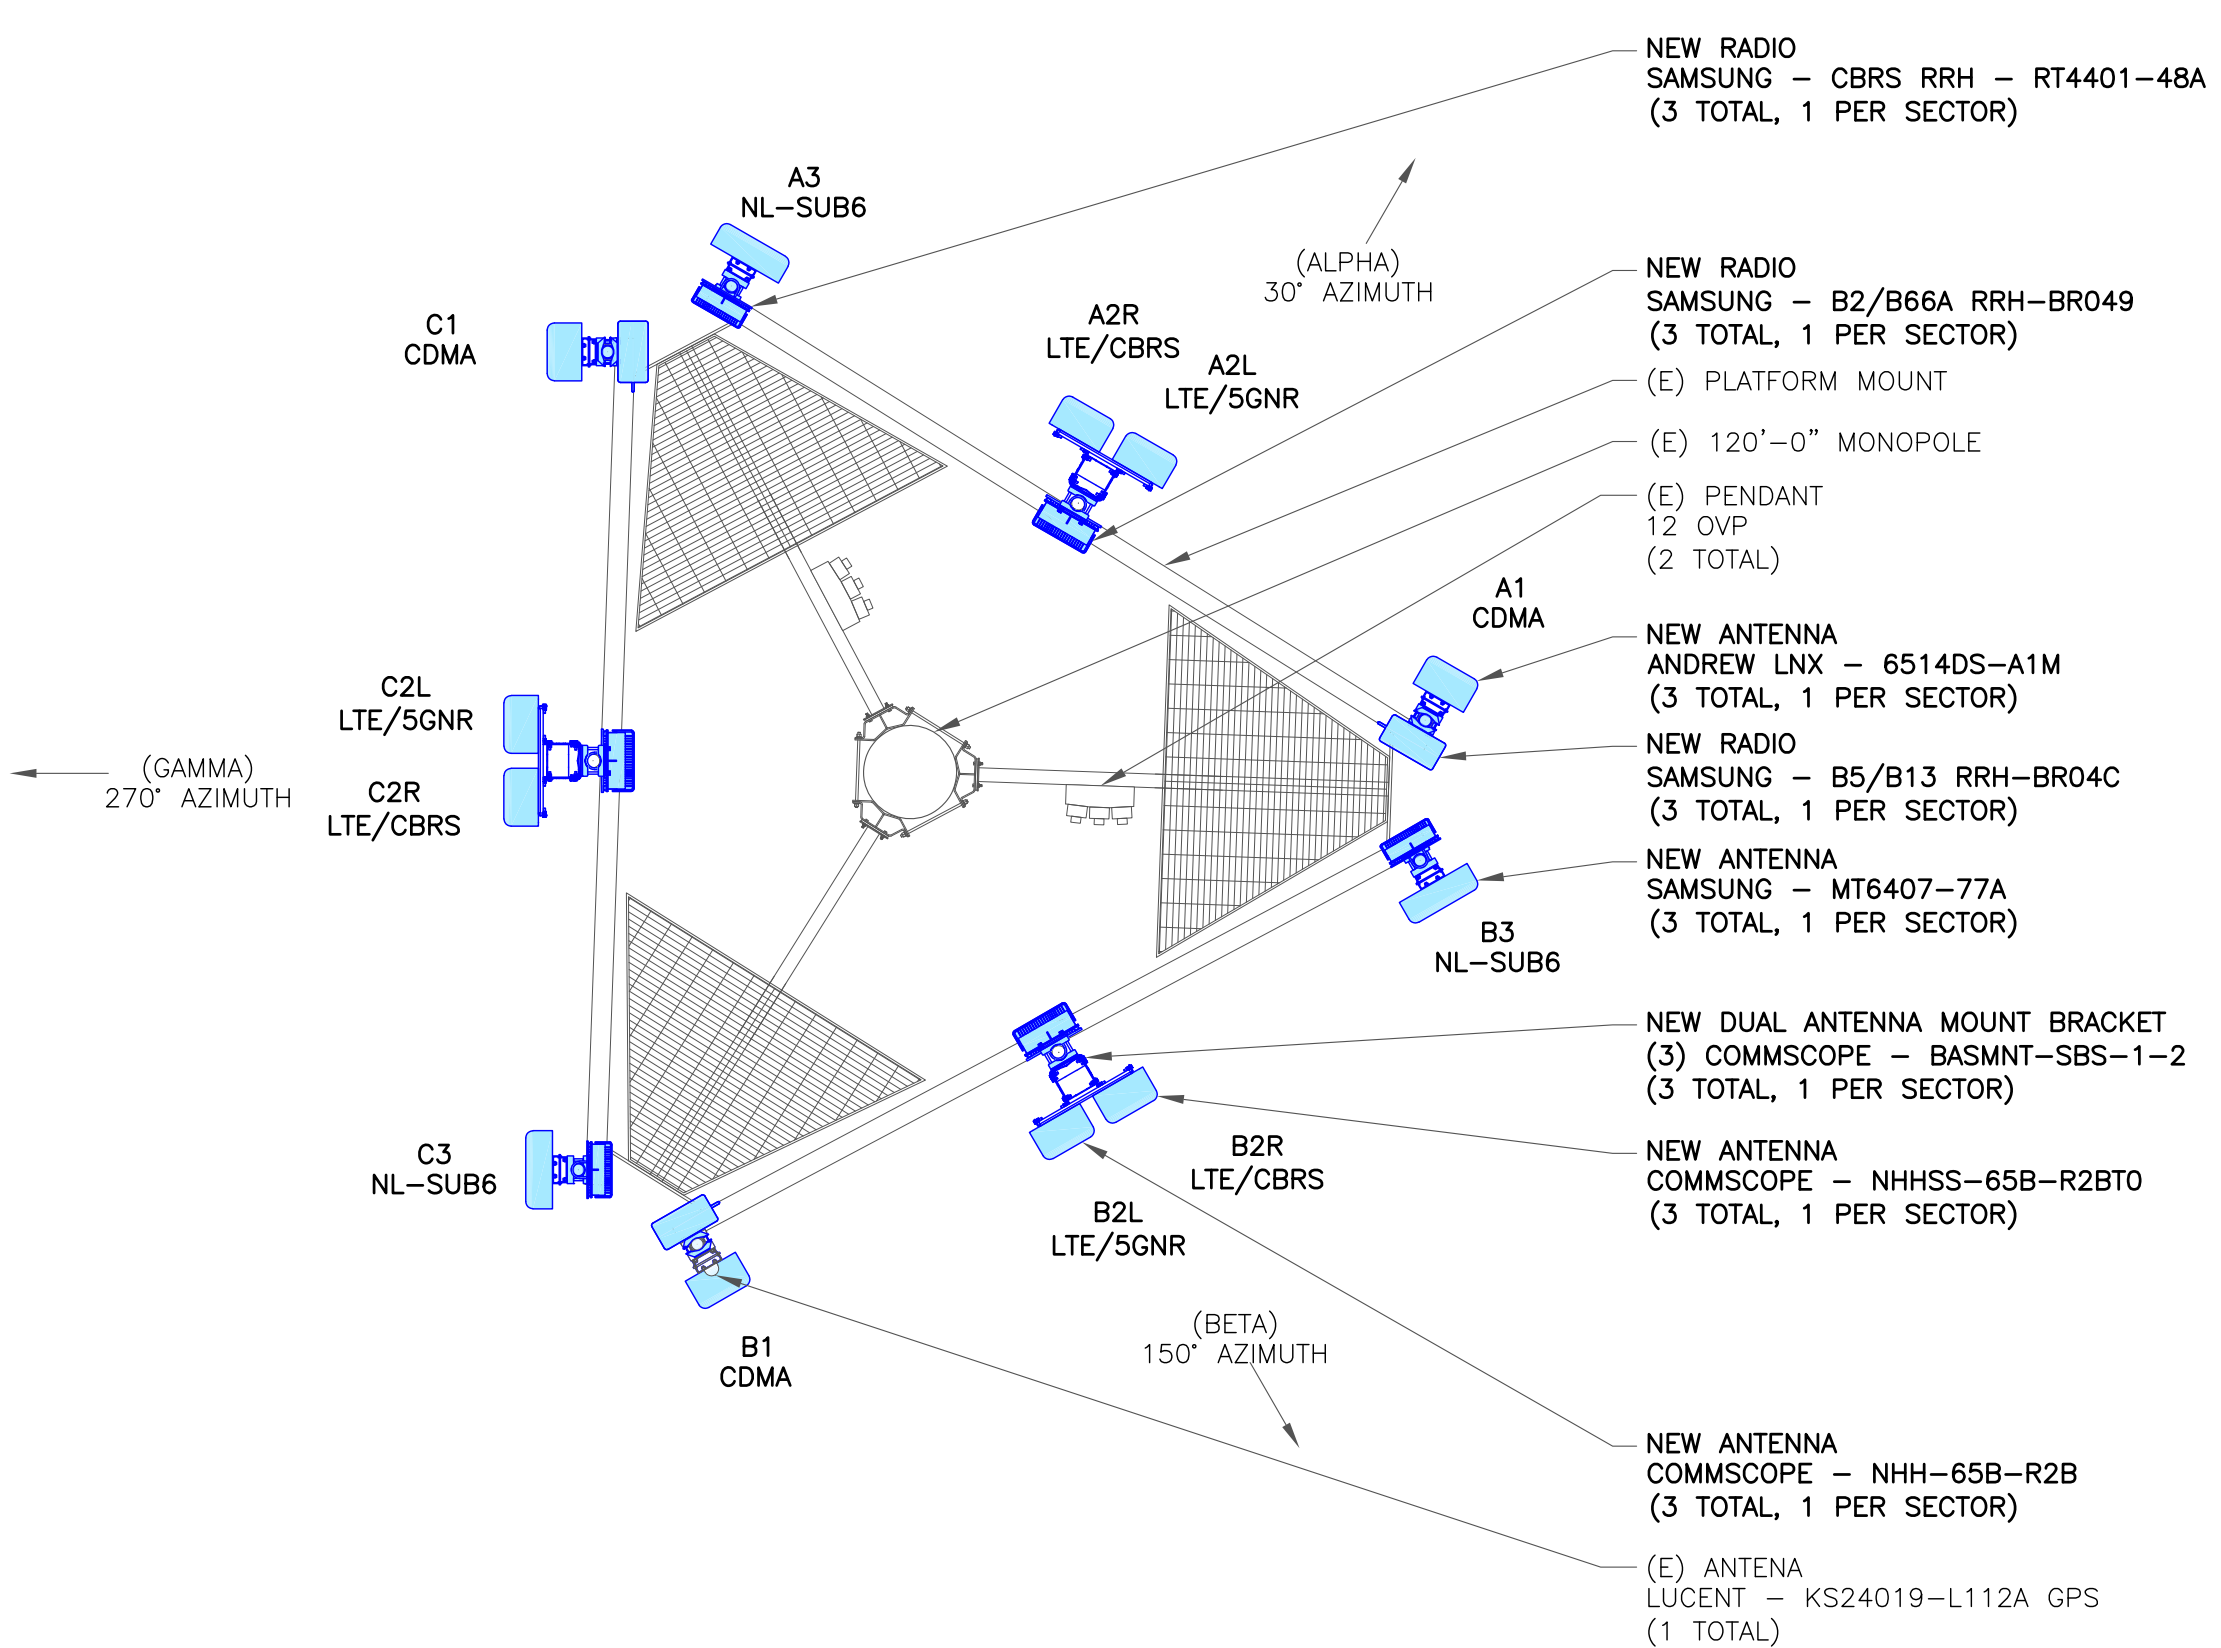 NEW RADIO
SAMSUNG – CBRS RRH – RT4401–48A
(3 TOTAL, 1 PER SECTOR)
A3
NL–SUB6
(ALPHA)
30° AZIMUTH
NEW RADIO
SAMSUNG – B2/B66A RRH–BR049
(3 TOTAL, 1 PER SECTOR)
C1
CDMA
A2R
LTE/CBRS
A2L
LTE/5GNR
(E) PLATFORM MOUNT
(E) 120'–0" MONOPOLE
(E) PENDANT
12 OVP
(2 TOTAL)
A1
CDMA
NEW ANTENNA
ANDREW LNX – 6514DS–A1M
(3 TOTAL, 1 PER SECTOR)
C2L
LTE/5GNR
(GAMMA)
270° AZIMUTH
C2R
LTE/CBRS
NEW RADIO
SAMSUNG – B5/B13 RRH–BR04C
(3 TOTAL, 1 PER SECTOR)
NEW ANTENNA
SAMSUNG – MT6407–77A
(3 TOTAL, 1 PER SECTOR)
B3
NL–SUB6
NEW DUAL ANTENNA MOUNT BRACKET
(3) COMMSCOPE – BASMNT–SBS–1–2
(3 TOTAL, 1 PER SECTOR)
C3
NL–SUB6
B2R
LTE/CBRS
B2L
LTE/5GNR
NEW ANTENNA
COMMSCOPE – NHHSS–65B–R2BT0
(3 TOTAL, 1 PER SECTOR)
B1
CDMA
(BETA)
150° AZIMUTH
NEW ANTENNA
COMMSCOPE – NHH–65B–R2B
(3 TOTAL, 1 PER SECTOR)
(E) ANTENA
LUCENT – KS24019–L112A GPS
(1 TOTAL)